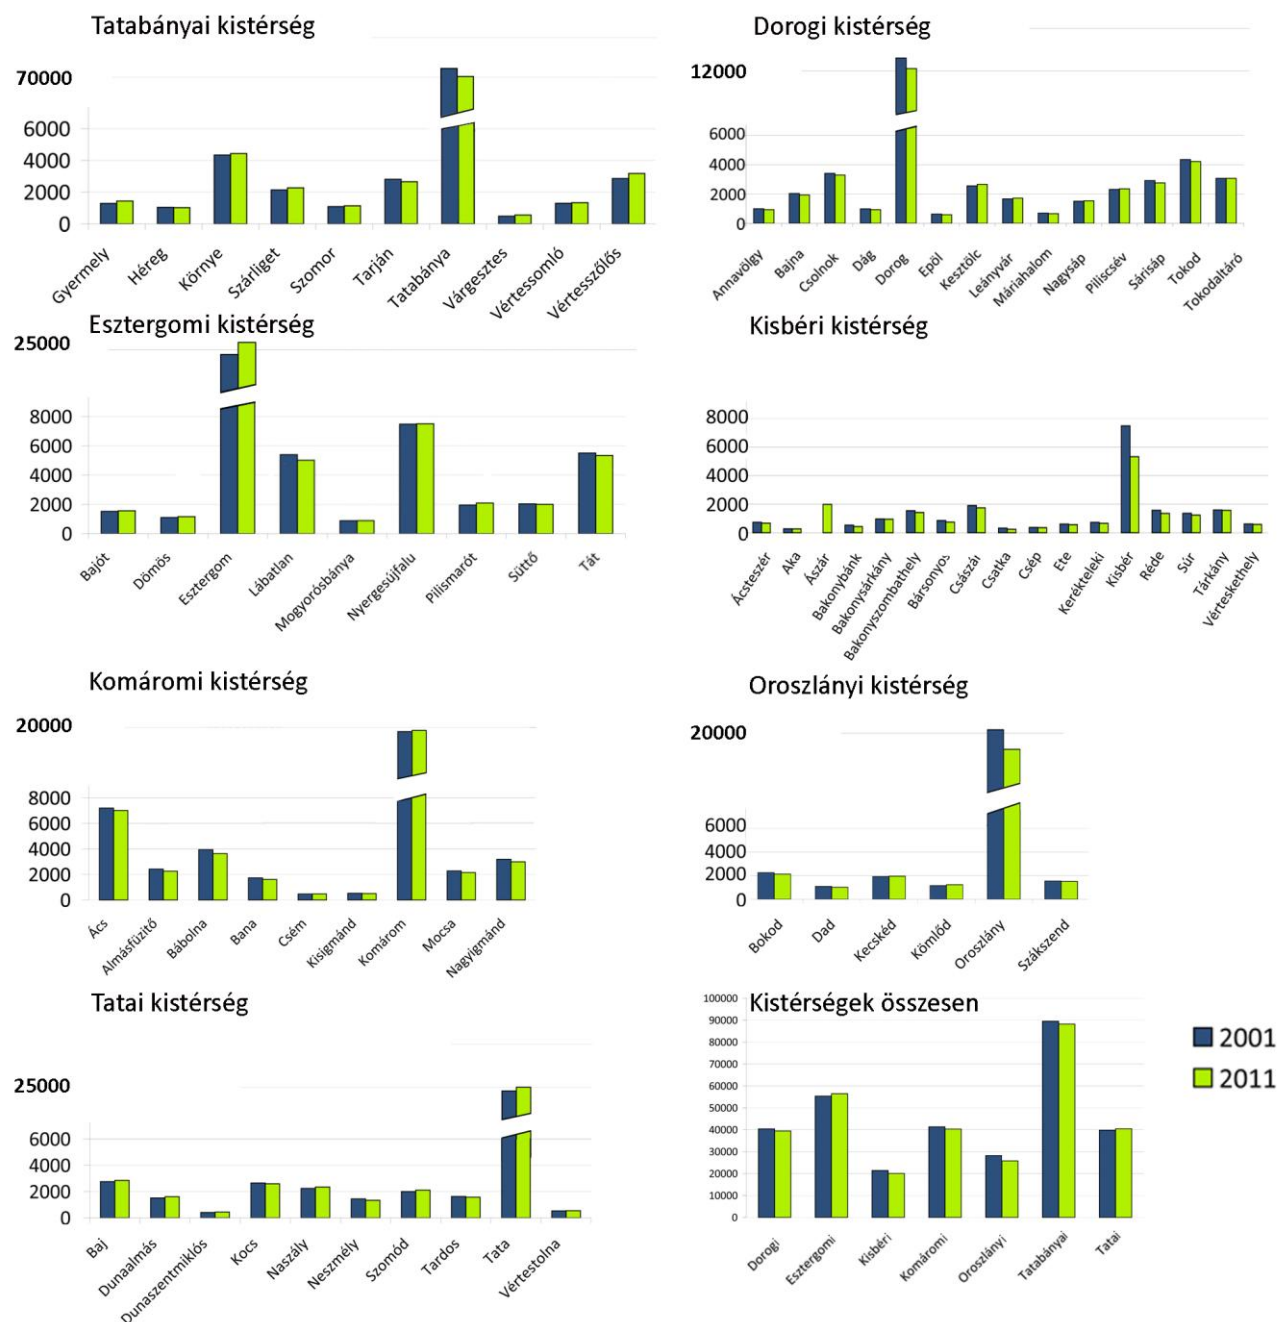 Tatabányai kistérség
70000
6000
4000
2000
0
Gyermely
Héreg
Környe
Szárliget
Szomor
Tarján
Tatabánya
Várgesztes
Vértessomló
Vértesszőlős
Dorogi kistérség
12000
6000
4000
2000
0
Annavölgy
Bajna
Csolnok
Dág
Dorog
Epöl
Kesztölc
Leányvár
Máriahalom
Nagysáp
Piliscsév
Sárisáp
Tokod
Tokodaltáró
Esztergomi kistérség
25000
8000
6000
4000
2000
0
Bajót
Dömös
Esztergom
Lábatlan
Mogyorósbánya
Nyergesújfalu
Pilismarót
Süttő
Tát
Kisbéri kistérség
8000
6000
4000
2000
0
Ácsteszér
Aka
Ászár
Bakonybánk
Bakonysárkány
Bakonyszombathely
Bársonyos
Császár
Csatka
Csép
Ete
Kerékteleki
Kisbér
Réde
Súr
Tárkány
Vérteskethely
Komáromi kistérség
20000
8000
6000
4000
2000
0
Ács
Almásfüzitő
Bábolna
Bana
Csém
Kisigmánd
Komárom
Mocsa
Nagyigmánd
Oroszlányi kistérség
20000
6000
4000
2000
0
Bokod
Dad
Kecskéd
Kömlőd
Oroszlány
Szákszend
Tatai kistérség
25000
6000
4000
2000
0
Baj
Dunaalmás
Dunaszentmiklós
Kocs
Naszály
Neszmély
Szomód
Tardos
Tata
Vértestolna
Kistérségek összesen
100000
90000
80000
70000
60000
50000
40000
30000
20000
10000
0
Dorogi
Esztergomi
Kisbéri
Komáromi
Oroszlányi
Tatabányai
Tatai
2001
2011